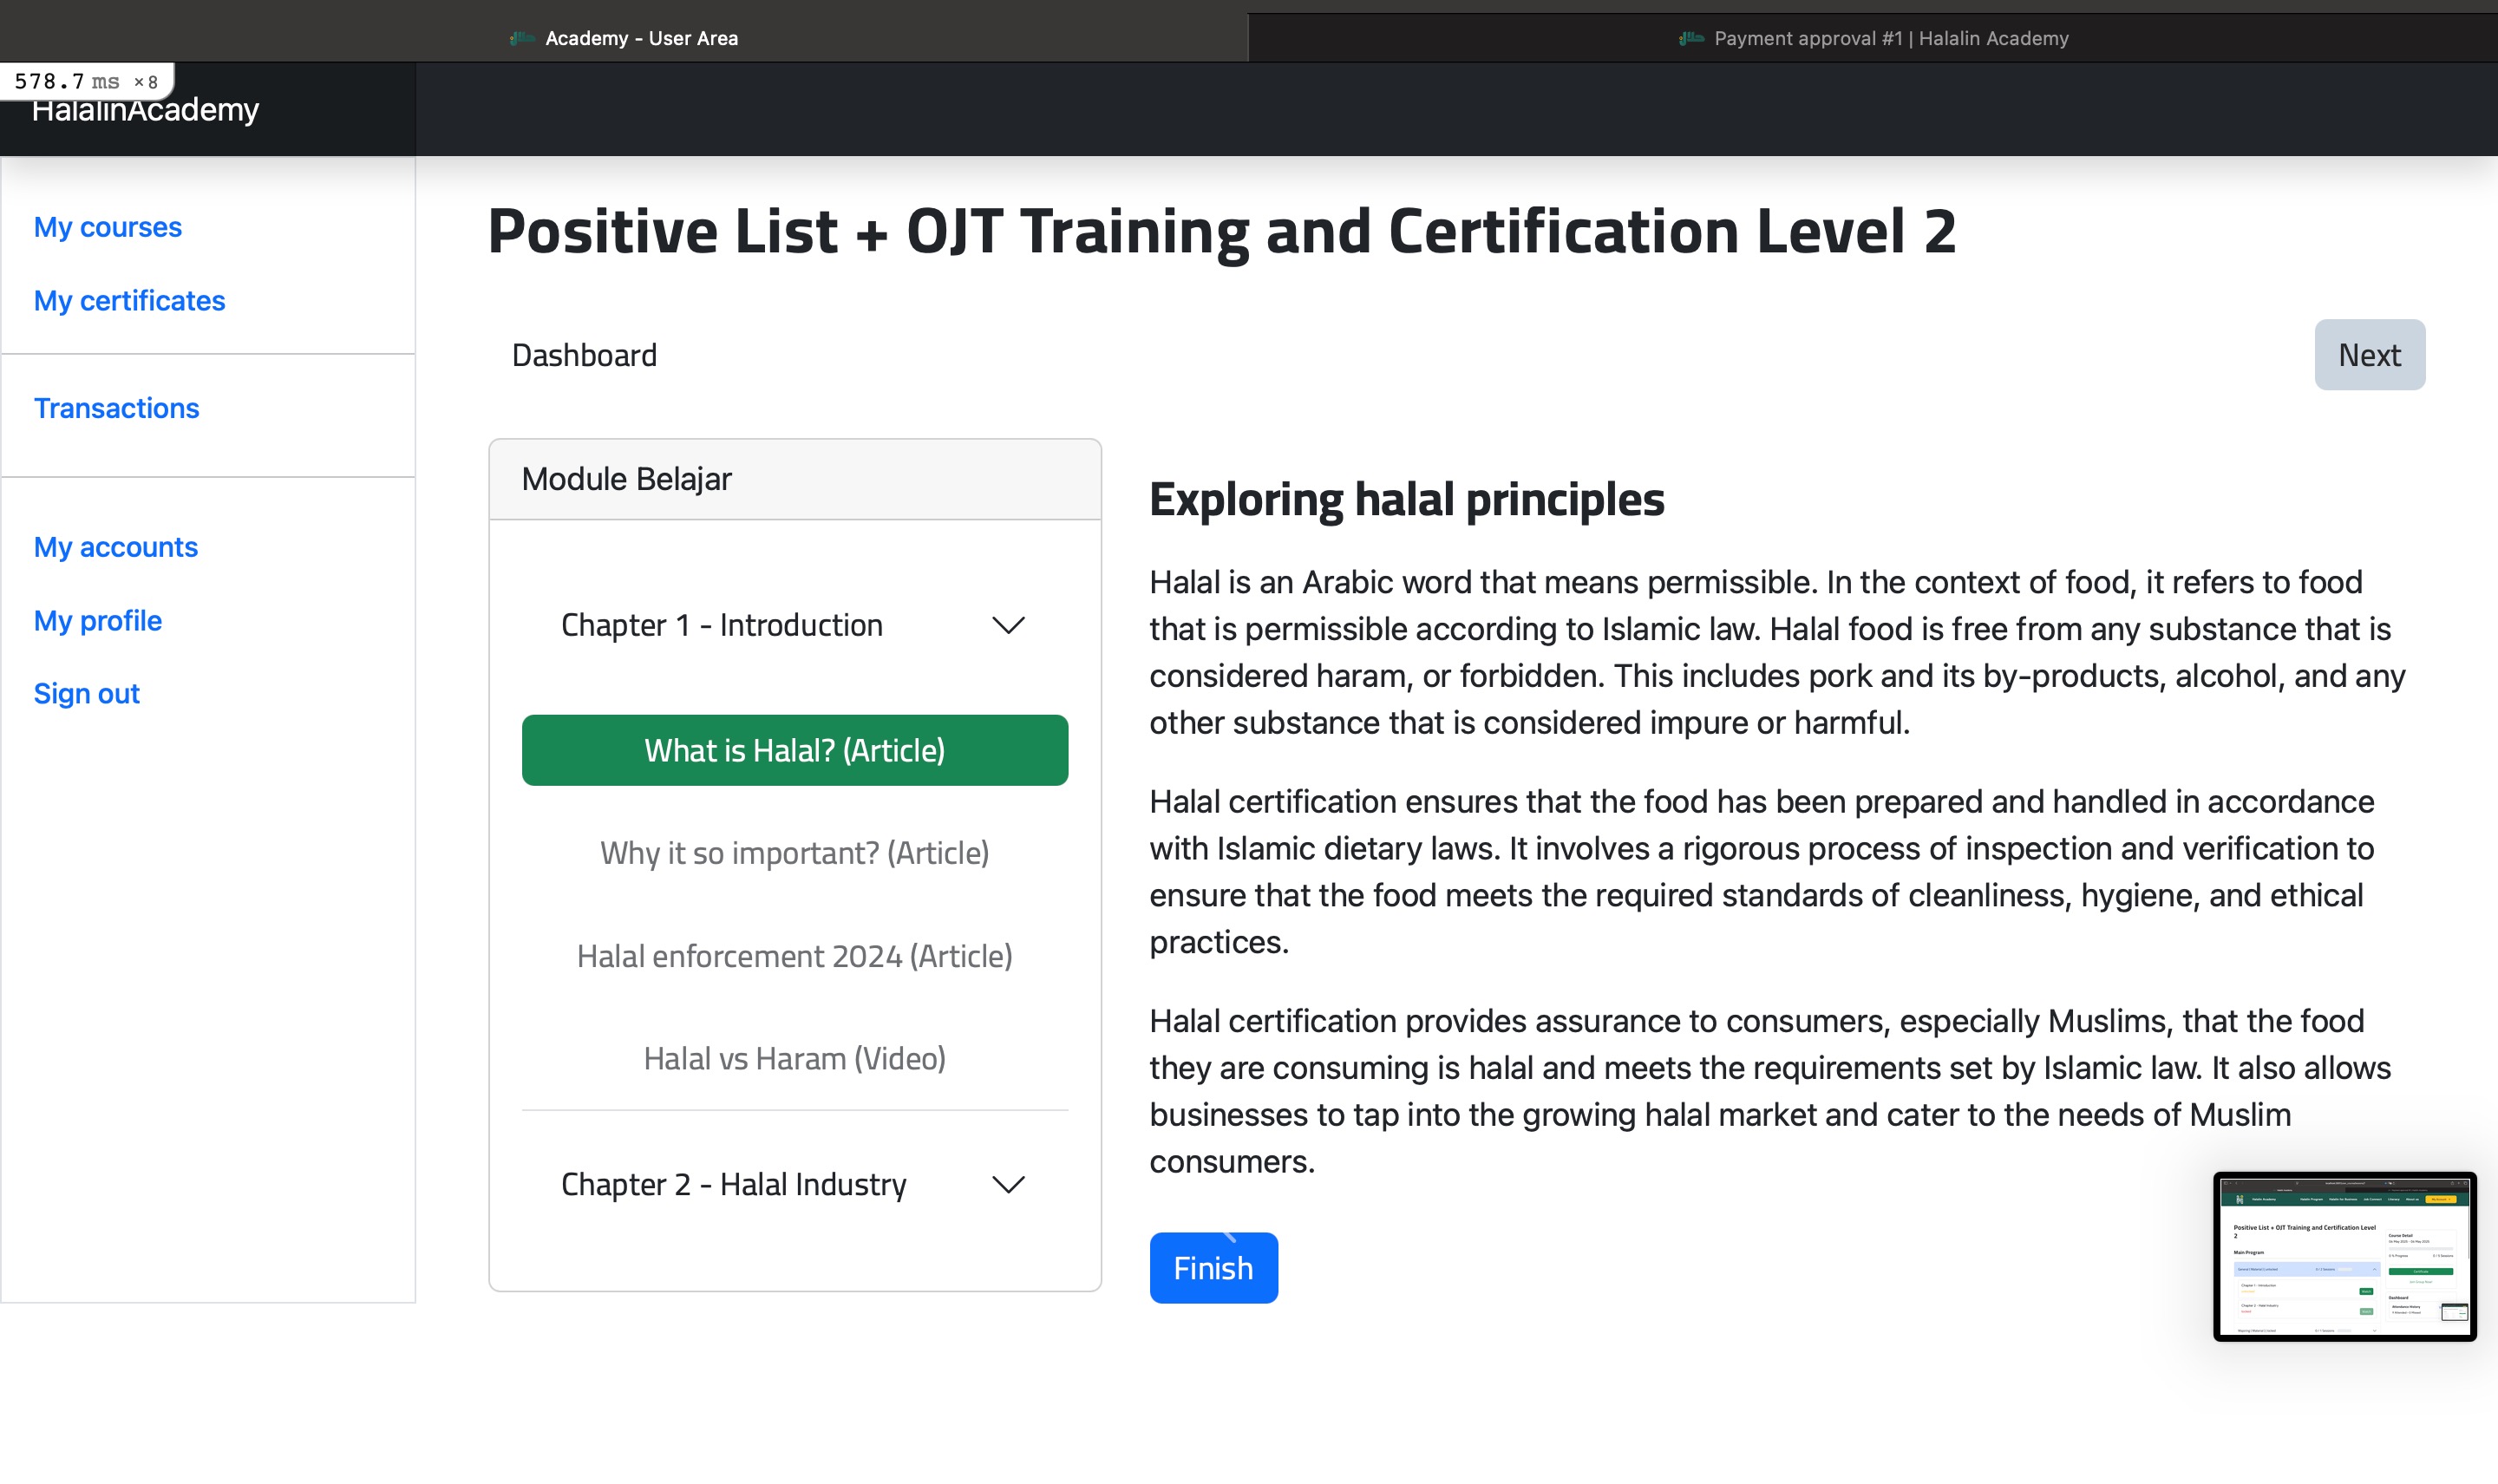 Academy - User Area
Payment approval #1 | Halalin Academy
578.7 ms ×8
HalalinAcademy
My courses
My certificates
Transactions
My accounts
My profile
Sign out
Positive List + OJT Training and Certification Level 2
Dashboard
Next
Module Belajar
Chapter 1 - Introduction
What is Halal? (Article)
Why it so important? (Article)
Halal enforcement 2024 (Article)
Halal vs Haram (Video)
Chapter 2 - Halal Industry
Exploring halal principles
Halal is an Arabic word that means permissible. In the context of food, it refers to food
that is permissible according to Islamic law. Halal food is free from any substance that is
considered haram, or forbidden. This includes pork and its by-products, alcohol, and any
other substance that is considered impure or harmful.
Halal certification ensures that the food has been prepared and handled in accordance
with Islamic dietary laws. It involves a rigorous process of inspection and verification to
ensure that the food meets the required standards of cleanliness, hygiene, and ethical
practices.
Halal certification provides assurance to consumers, especially Muslims, that the food
they are consuming is halal and meets the requirements set by Islamic law. It also allows
businesses to tap into the growing halal market and cater to the needs of Muslim
consumers.
Finish
Positive List + OJT Training and Certification Level
2
Main Program
Course Detail
Dashboard